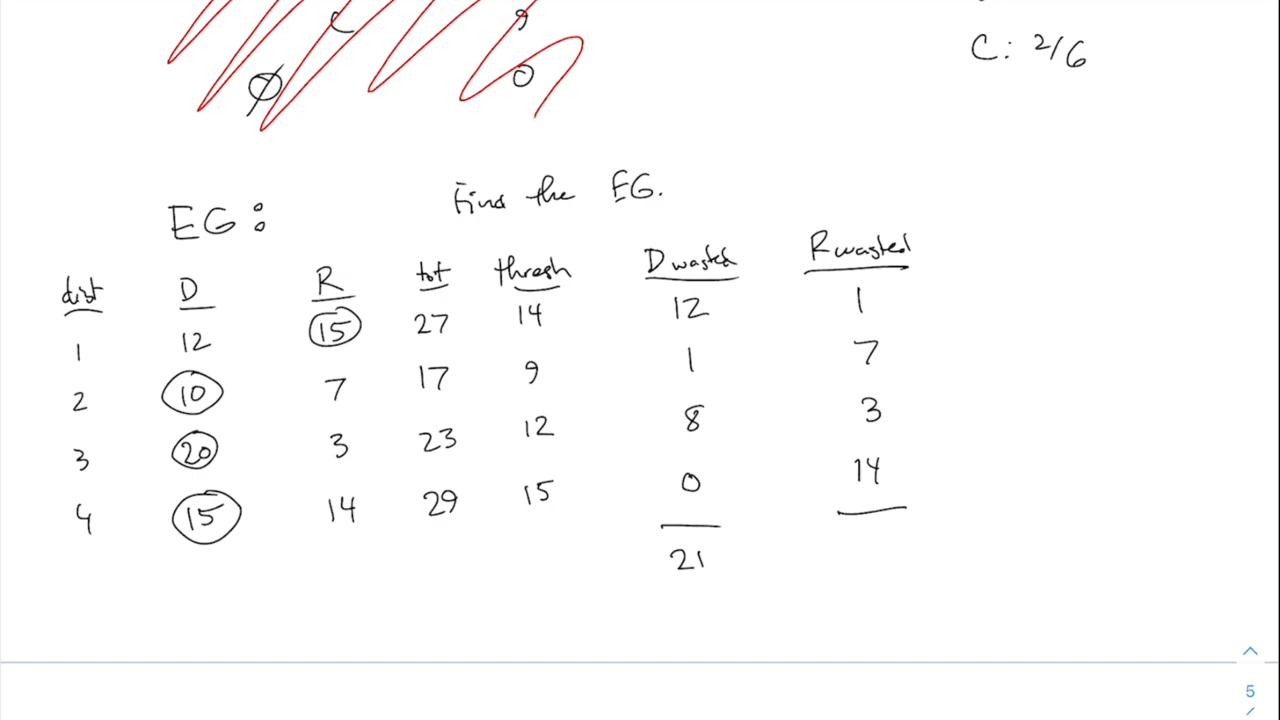 C: 2/6
Find the EG.
EG:
dist D R tot thresh D wasted R wasted
1 12 15 27 14 12 1
2 10 7 17 9 1 7
3 20 3 23 12 8 3
4 15 14 29 15 0 14
21
5